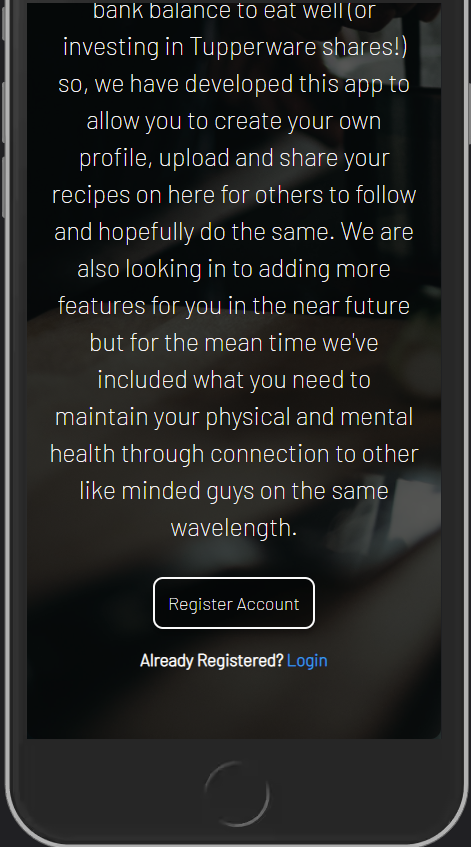 bank balance to eat well (or
investing in Tupperware shares!)
so, we have developed this app to
allow you to create your own
profile, upload and share your
recipes on here for others to follow
and hopefully do the same. We are
also looking in to adding more
features for you in the near future
but for the mean time we've
included what you need to
maintain your physical and mental
health through connection to other
like minded guys on the same
wavelength.
Register Account
Already Registered? Login